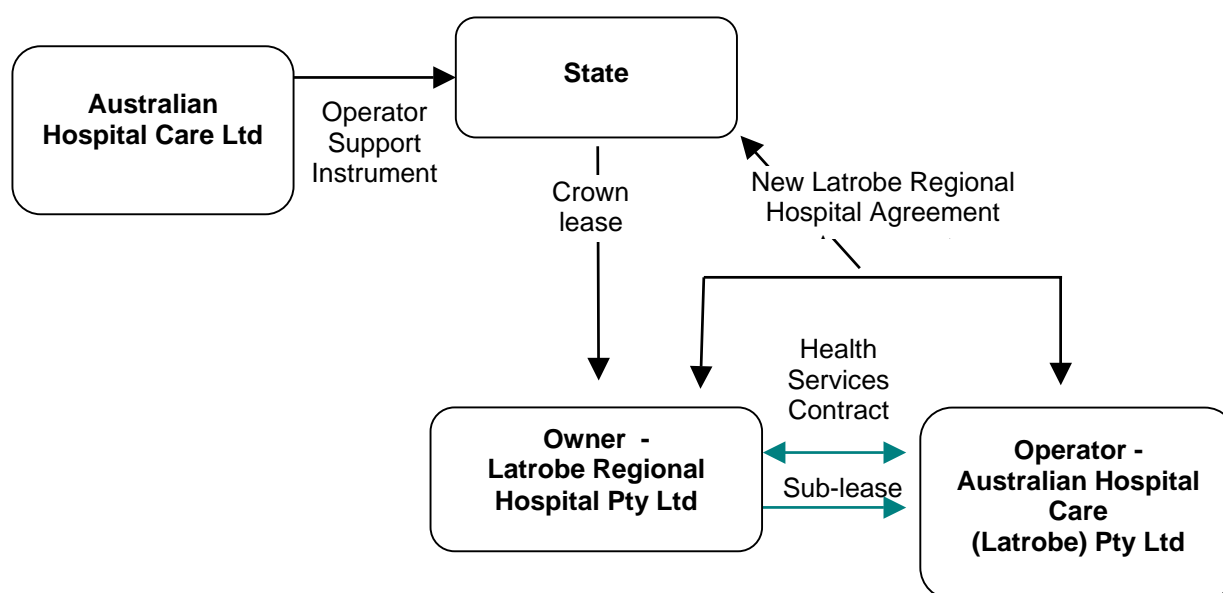 Australian
Hospital Care Ltd
Operator
Support
Instrument
State
Crown
lease
New Latrobe Regional
Hospital Agreement
Health
Services
Contract
Owner -
Latrobe Regional
Hospital Pty Ltd
Sub-lease
Operator -
Australian Hospital
Care
(Latrobe) Pty Ltd